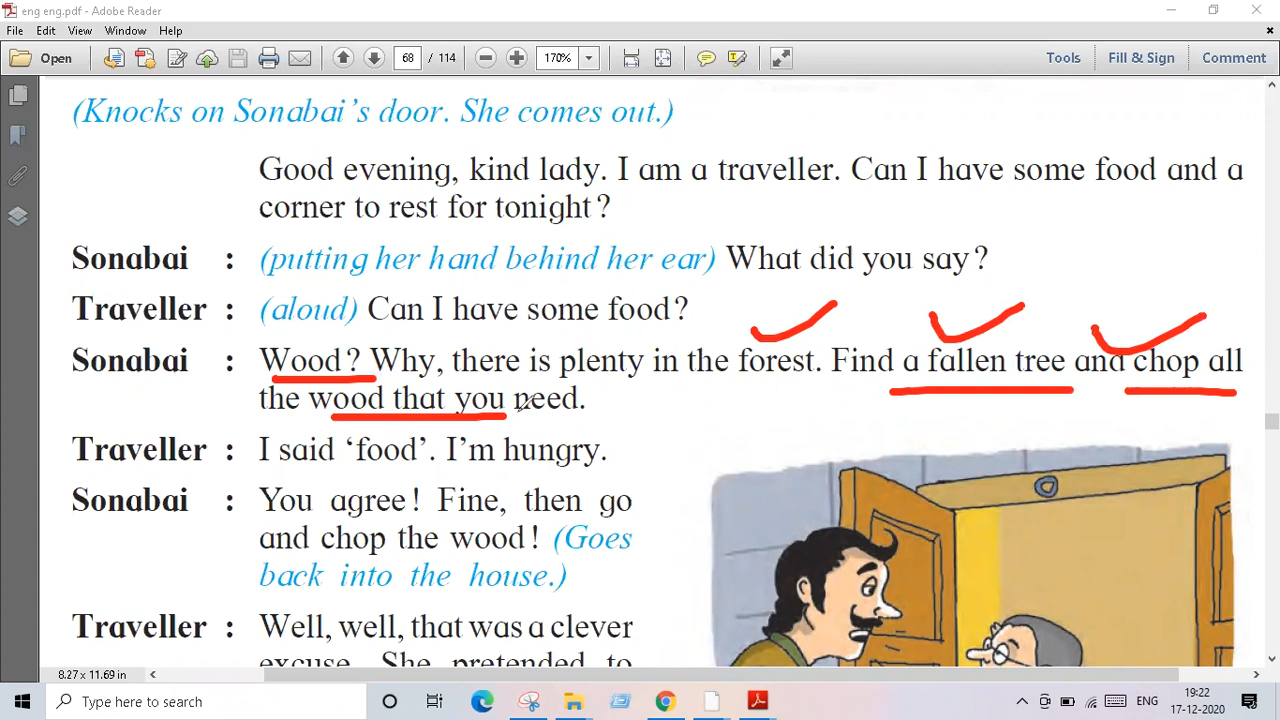 eng eng.pdf - Adobe Reader
File Edit View Window Help
Open 68 / 114 170% Tools Fill & Sign Comment
(Knocks on Sonabai's door. She comes out.)
Good evening, kind lady. I am a traveller. Can I have some food and a
corner to rest for tonight?
Sonabai : (putting her hand behind her ear) What did you say?
Traveller : (aloud) Can I have some food?
Sonabai : Wood? Why, there is plenty in the forest. Find a fallen tree and chop all
the wood that you need.
Traveller : I said ‘food’. I'm hungry.
Sonabai : You agree! Fine, then go
and chop the wood! (Goes
back into the house.)
Traveller : Well, well, that was a clever
excuse. She pretended to
8.27 x 11.69 in
Type here to search
ENG
19:22
17-12-2020